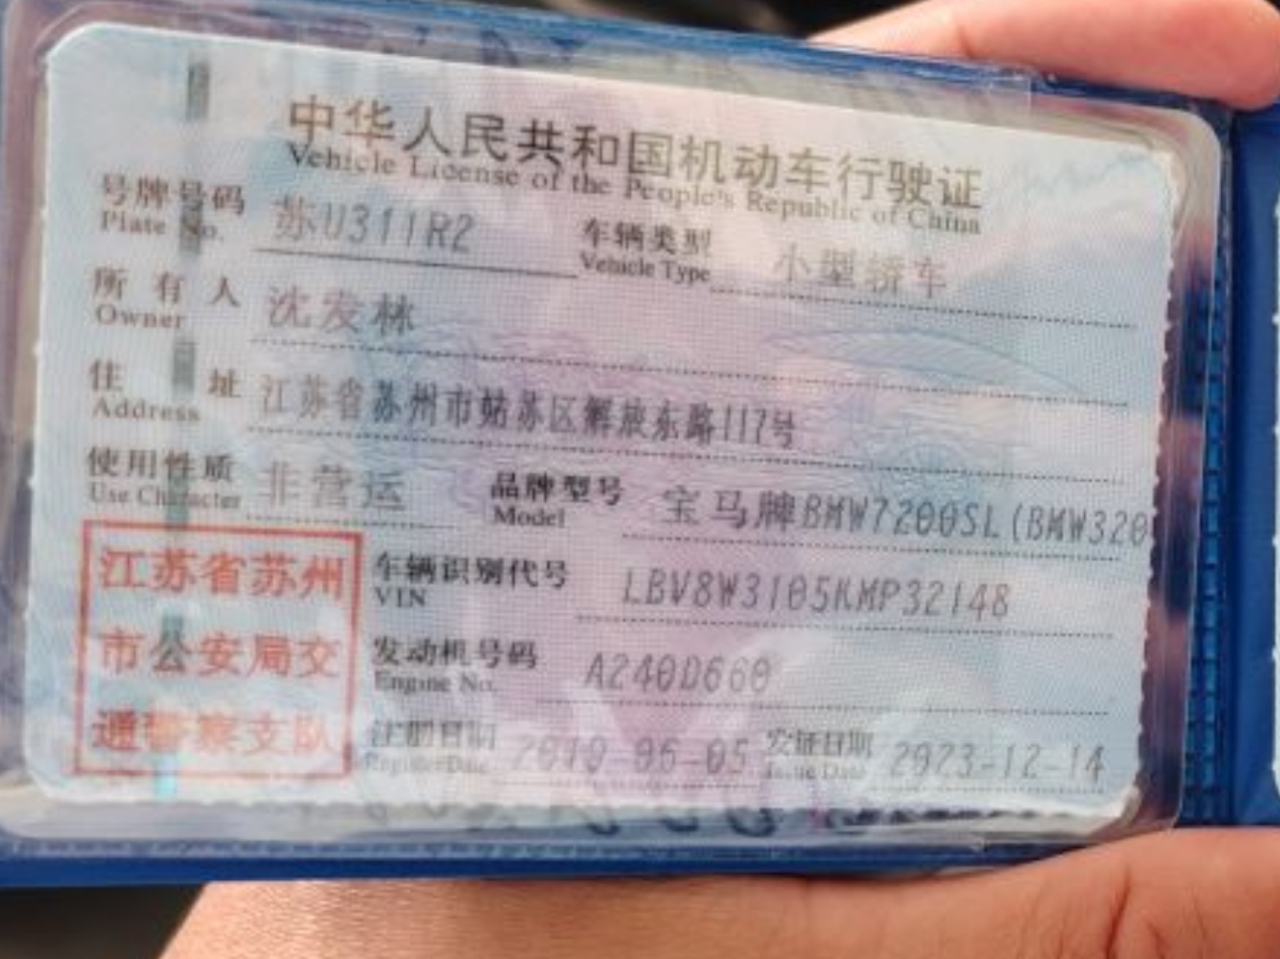 中华人民共和国机动车行驶证
Vehicle License of the People's Republic of China
号牌号码 苏U311R2 车辆类型 小型轿车
Plate No. Vehicle Type
所有人 沈发林
Owner
住址 江苏省苏州市姑苏区解放东路117号
Address
使用性质 非营运 品牌型号 宝马牌BMW7200SL(BMW320
Use Character Model
江苏省苏州
市公安局交
通警察支队
车辆识别代号 LBV8W3105KMP32148
VIN
发动机号码 A240D660
Engine No.
注册日期 2019-06-05 发证日期 2023-12-14
Register Date Issue Date